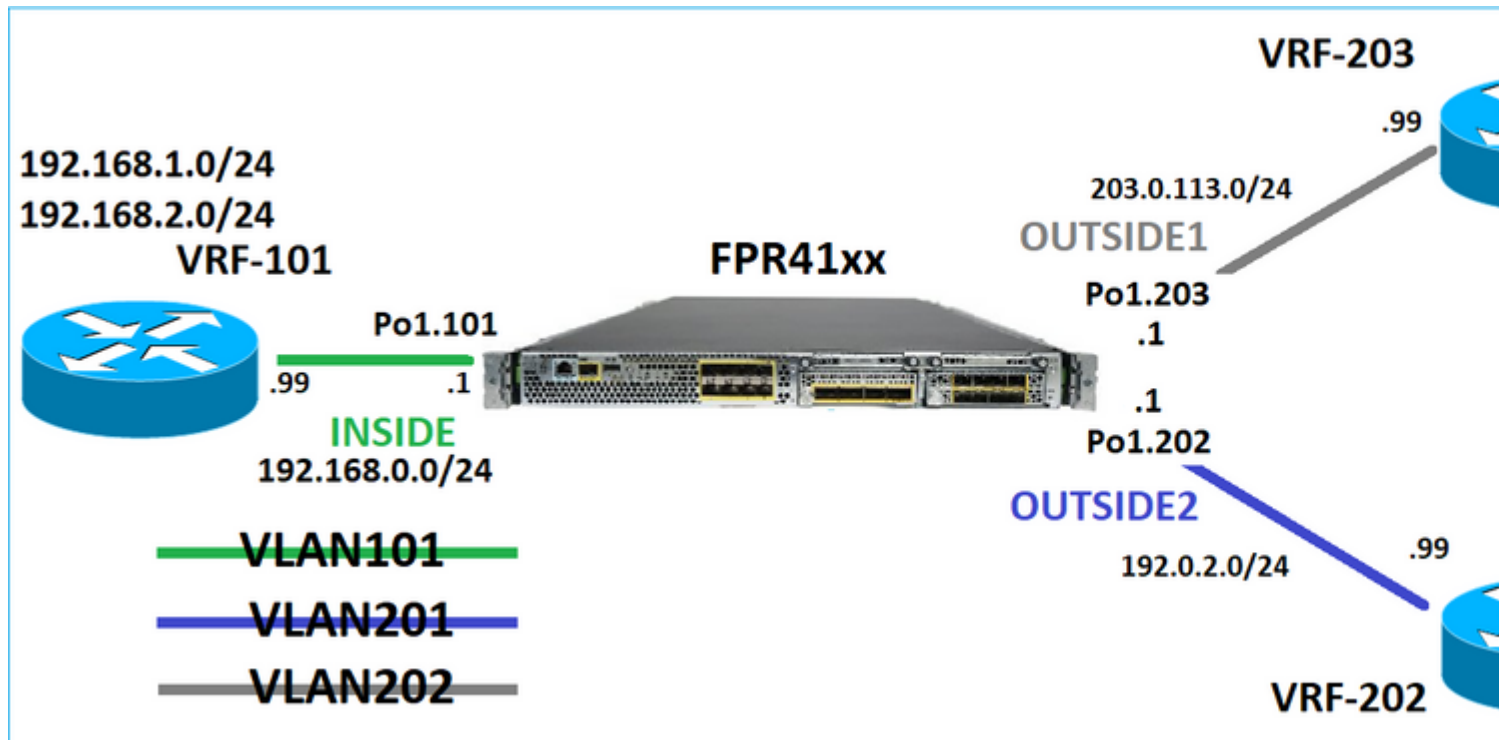 VRF-203
.99
192.168.1.0/24
192.168.2.0/24
VRF-101
203.0.113.0/24
OUTSIDE1
FPR41xx
Po1.203
.1
Po1.101
.99
.1
.1
INSIDE
192.168.0.0/24
Po1.202
OUTSIDE2
192.0.2.0/24
.99
VLAN101
VLAN201
VLAN202
VRF-202